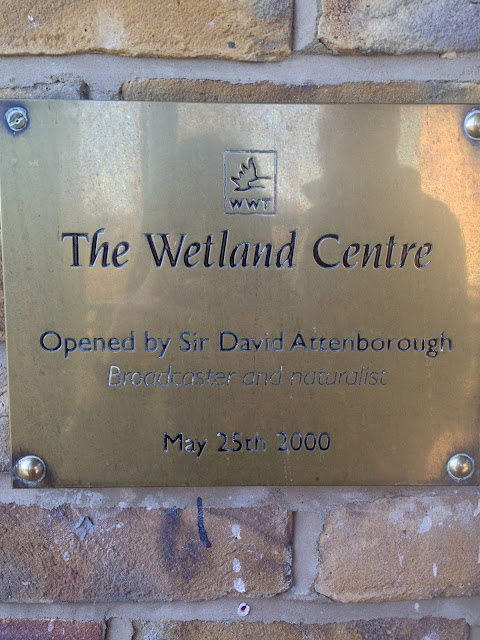 WWT
The Wetland Centre
Opened by Sir David Attenborough
Broadcaster and naturalist
May 25th 2000